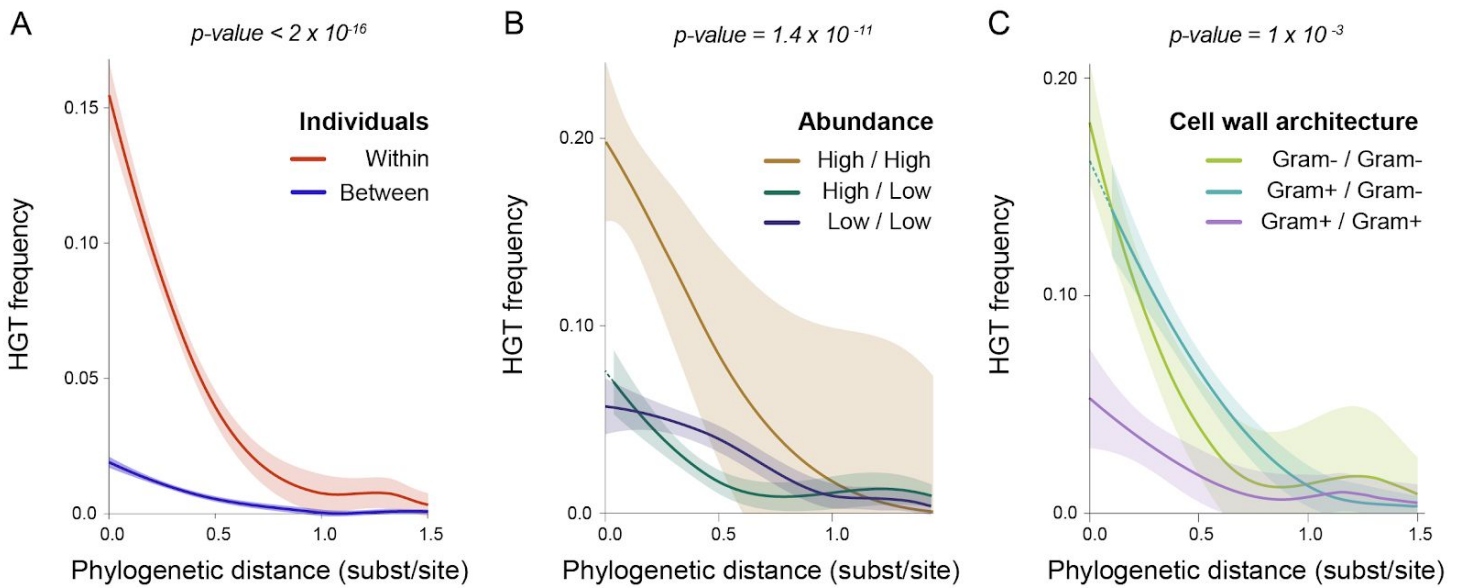 A
p-value < 2 x 10-16
Individuals
Within
Between
HGT frequency
0.15
0.10
0.05
0.0
0.0 0.5 1.0 1.5
Phylogenetic distance (subst/site)
B
p-value = 1.4 x 10 -11
Abundance
High / High
High / Low
Low / Low
HGT frequency
0.20
0.10
0.0
0.0 0.5 1.0
Phylogenetic distance (subst/site)
C
p-value = 1 x 10 -3
Cell wall architecture
Gram- / Gram-
Gram+ / Gram-
Gram+ / Gram+
HGT frequency
0.20
0.10
0.0
0.0 0.5 1.0 1.5
Phylogenetic distance (subst/site)